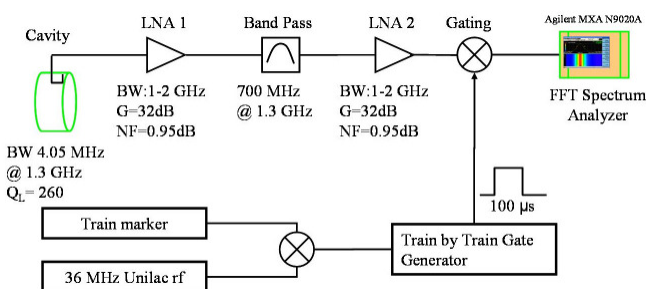 Cavity
LNA 1
Band Pass
LNA 2
Gating
Agilent MXA N9020A
BW:1-2 GHz
G=32dB
NF=0.95dB
700 MHz
@ 1.3 GHz
BW:1-2 GHz
G=32dB
NF=0.95dB
FFT Spectrum
Analyzer
BW 4.05 MHz
@ 1.3 GHz
QL= 260
100 µs
Train marker
Train by Train Gate
Generator
36 MHz Unilac rf